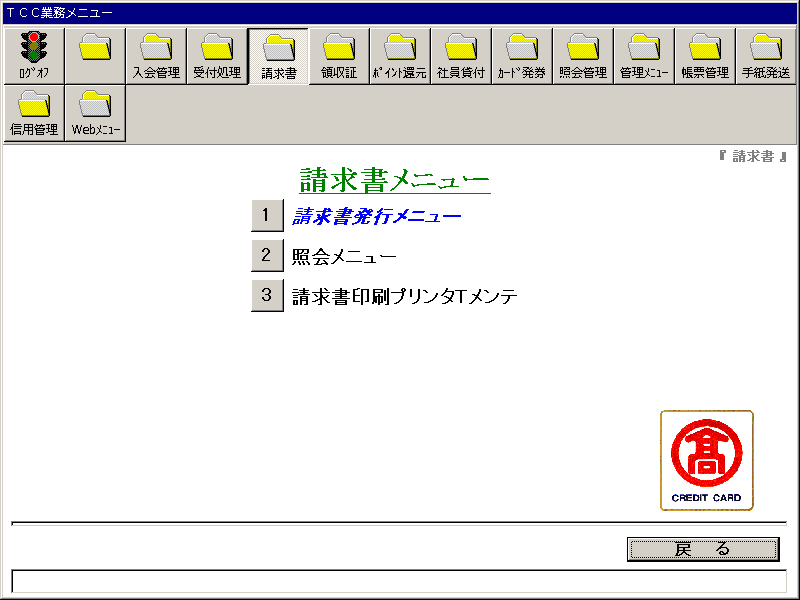 ＴＣＣ業務メニュー
ﾛｸﾞｵﾌ
入会管理
受付処理
請求書
領収証
ﾎﾟｲﾝﾄ還元
社員貸付
ｶｰﾄﾞ発券
照会管理
管理ﾒﾆｭｰ
帳票管理
手紙発送
信用管理
Webﾒﾆｭｰ
『 請求書 』
請求書メニュー
1 請求書発行メニュー
2 照会メニュー
3 請求書印刷プリンタTメンテ
髙
CREDIT CARD
戻 る